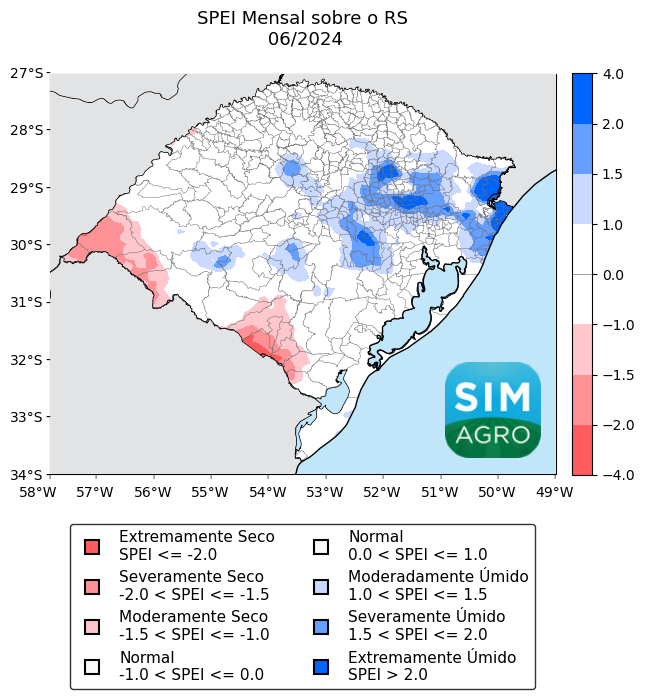 SPEI Mensal sobre o RS
06/2024
27°S
28°S
29°S
30°S
31°S
32°S
33°S
34°S
58°W
57°W
56°W
55°W
54°W
53°W
52°W
51°W
50°W
49°W
4.0
2.0
1.5
1.0
0.0
−1.0
−1.5
−2.0
−4.0
SIM
AGRO
Extremamente Seco
SPEI <= -2.0
Severamente Seco
-2.0 < SPEI <= -1.5
Moderamente Seco
-1.5 < SPEI <= -1.0
Normal
-1.0 < SPEI <= 0.0
Normal
0.0 < SPEI <= 1.0
Moderadamente Úmido
1.0 < SPEI <= 1.5
Severamente Úmido
1.5 < SPEI <= 2.0
Extremamente Úmido
SPEI > 2.0